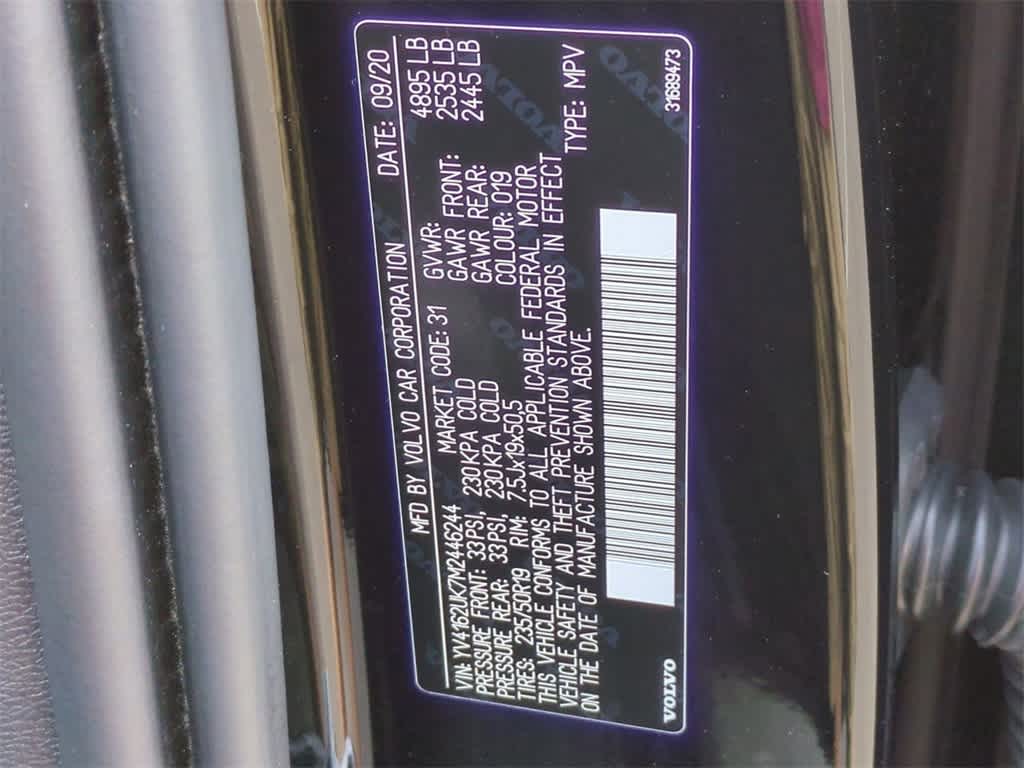 MFD BY VOLVO CAR CORPORATION DATE: 09/20
VIN: YV4162UK7N2446244 MARKET CODE: 31 GVWR: 4895 LB
PRESSURE FRONT: 33PSI, 230KPA COLD GAWR FRONT: 2535 LB
PRESSURE REAR: 33PSI, 230KPA COLD GAWR REAR: 2445 LB
TIRES: 235/50R19 RIM: 7.5Jx19x50.5 COLOUR: 019
THIS VEHICLE CONFORMS TO ALL APPLICABLE FEDERAL MOTOR
VEHICLE SAFETY AND THEFT PREVENTION STANDARDS IN EFFECT
ON THE DATE OF MANUFACTURE SHOWN ABOVE. TYPE: MPV
VOLVO 31689473